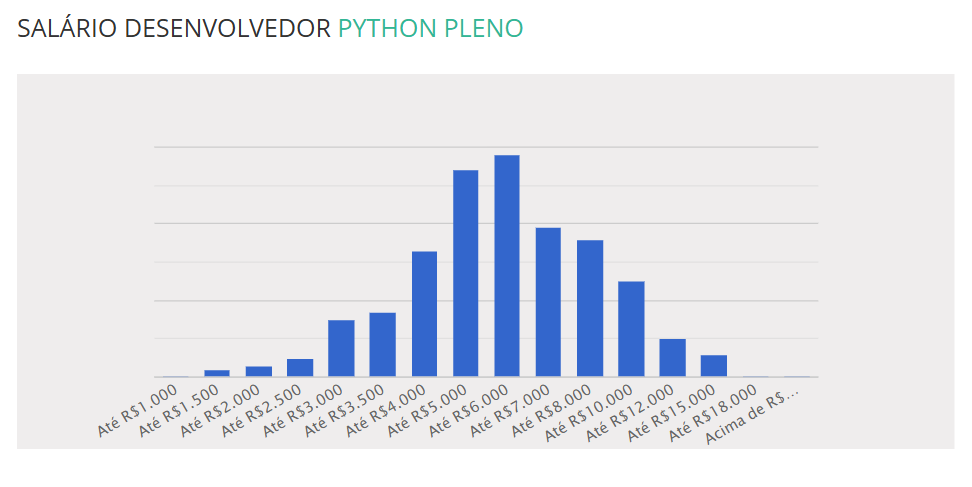 SALÁRIO DESENVOLVEDOR PYTHON PLENO
Até R$1.000
Até R$1.500
Até R$2.000
Até R$2.500
Até R$3.000
Até R$3.500
Até R$4.000
Até R$5.000
Até R$6.000
Até R$7.000
Até R$8.000
Até R$10.000
Até R$12.000
Até R$15.000
Até R$18.000
Acima de R$...